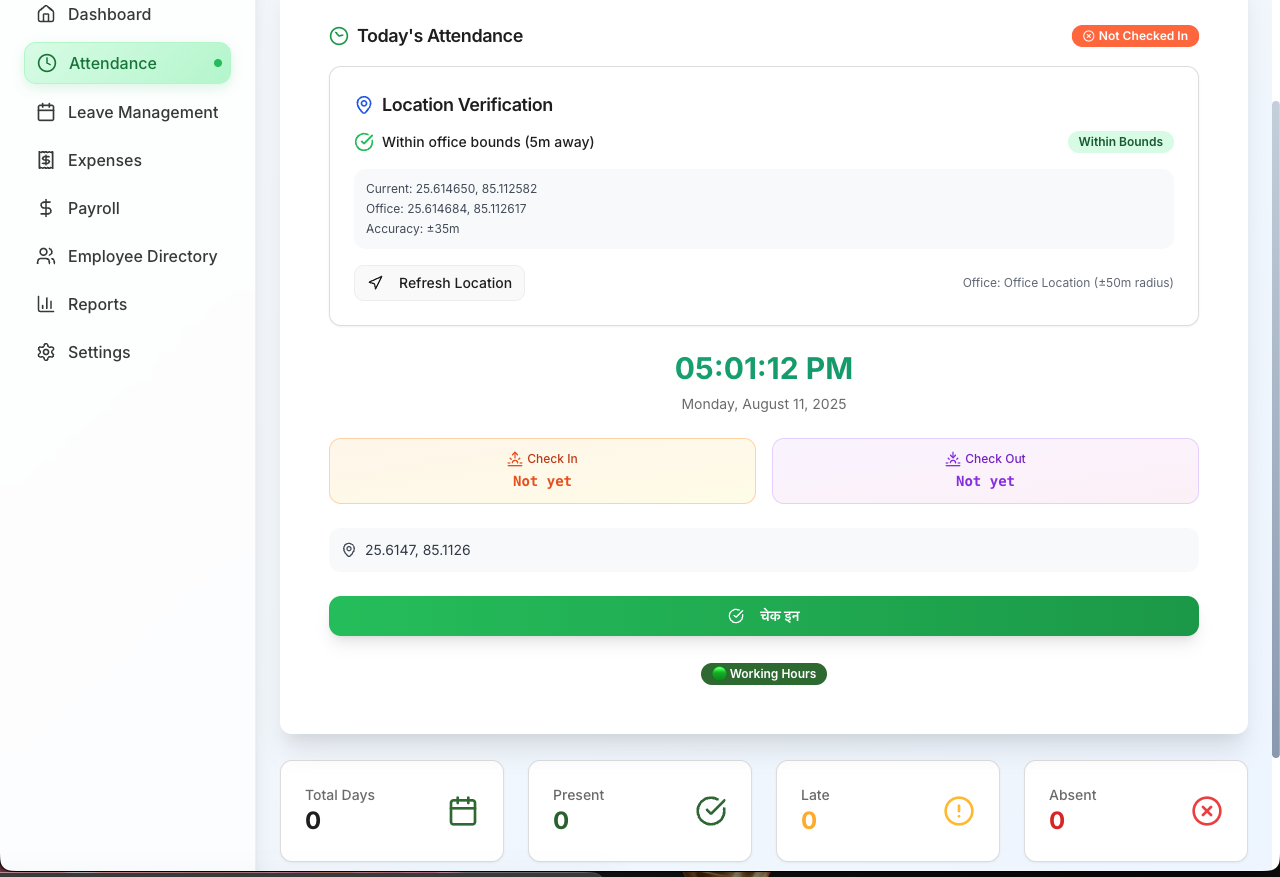 Dashboard
Attendance
Leave Management
Expenses
Payroll
Employee Directory
Reports
Settings
Today's Attendance
Not Checked In
Location Verification
Within office bounds (5m away)
Within Bounds
Current: 25.614650, 85.112582
Office: 25.614684, 85.112617
Accuracy: ±35m
Refresh Location
Office: Office Location (±50m radius)
05:01:12 PM
Monday, August 11, 2025
Check In
Not yet
Check Out
Not yet
25.6147, 85.1126
चेक इन
Working Hours
Total Days
0
Present
0
Late
0
Absent
0